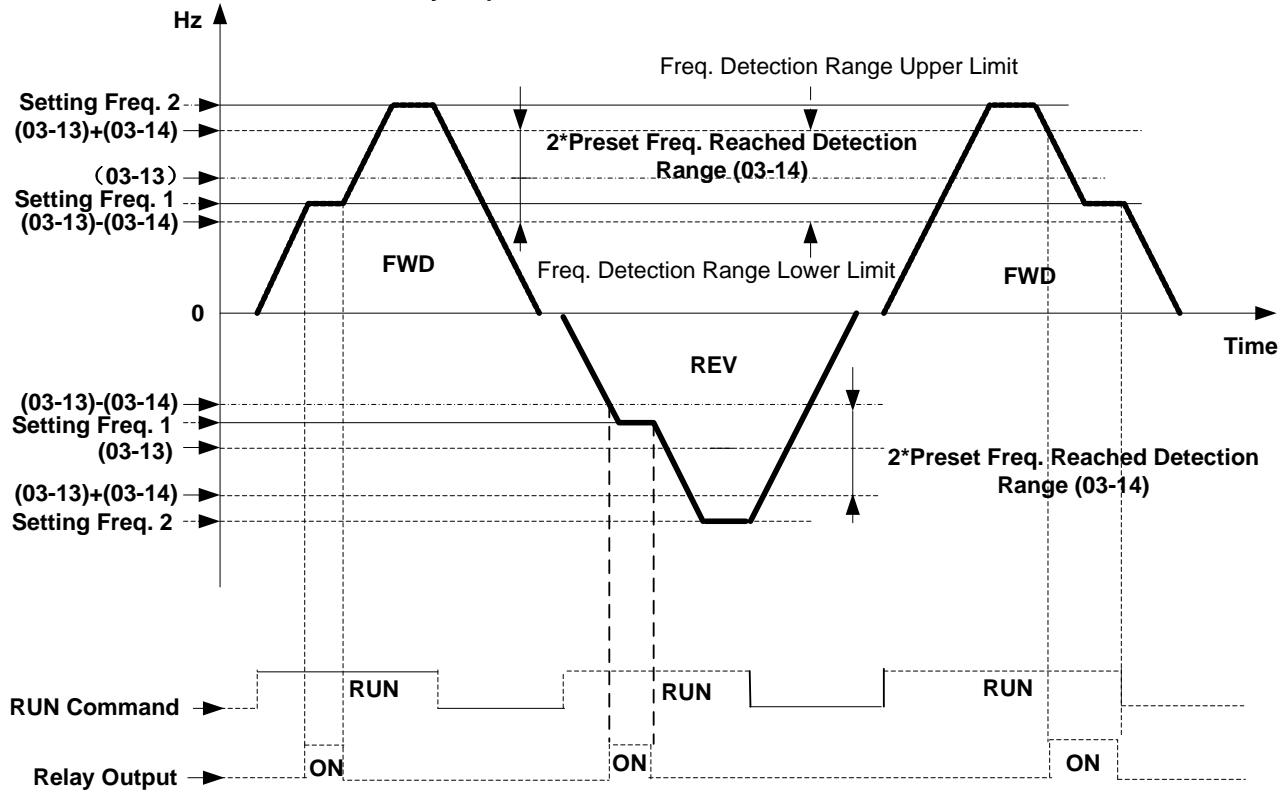 Hz
Freq. Detection Range Upper Limit
Setting Freq. 2
(03-13)+(03-14)
2*Preset Freq. Reached Detection
Range (03-14)
（03-13）
Setting Freq. 1
(03-13)-(03-14)
FWD
Freq. Detection Range Lower Limit
FWD
0
Time
REV
(03-13)-(03-14)
Setting Freq. 1
(03-13)
2*Preset Freq. Reached Detection
Range (03-14)
(03-13)+(03-14)
Setting Freq. 2
RUN
RUN
RUN
RUN Command
ON
ON
ON
Relay Output